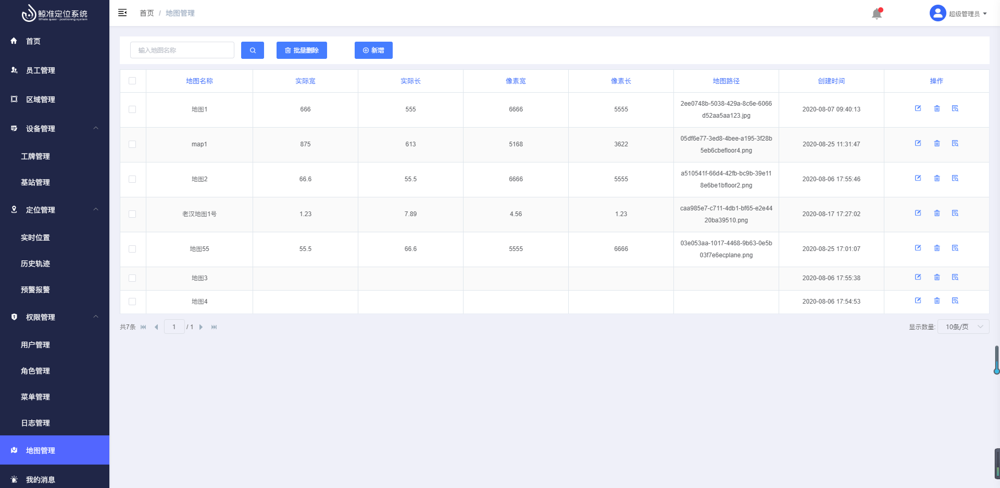 鲸准定位系统
Whale quasi - positioning system
首页
员工管理
区域管理
设备管理
工牌管理
基站管理
定位管理
实时位置
历史轨迹
预警报警
权限管理
用户管理
角色管理
菜单管理
日志管理
地图管理
我的消息
首页 / 地图管理
超级管理员
输入地图名称
批量删除
新增
地图名称 实际宽 实际长 像素宽 像素长 地图路径 创建时间 操作
地图1 666 555 6666 5555 2ee0748b-5038-429a-8c6e-6066 2020-08-07 09:40:13
d52aa5aa123.jpg
map1 875 613 5168 3622 05df6e77-3ed8-4bee-a195-3f28b 2020-08-25 11:31:47
5eb6cbefloor4.png
地图2 66.6 55.5 6666 5555 a510541f-66d4-42fb-bc9b-39e11 2020-08-06 17:55:46
8e6be1bfloor2.png
老汉地图1号 1.23 7.89 4.56 1.23 caa985e7-c711-4db1-bf65-e2e44 2020-08-17 17:27:02
20ba39510.png
地图55 55.5 66.6 5555 6666 03e053aa-1017-4468-9b63-0e5b 2020-08-25 17:01:07
03f7e6ecplane.png
地图3 2020-08-06 17:55:38
地图4 2020-08-06 17:54:53
共7条 1 / 1 显示数量: 10条/页